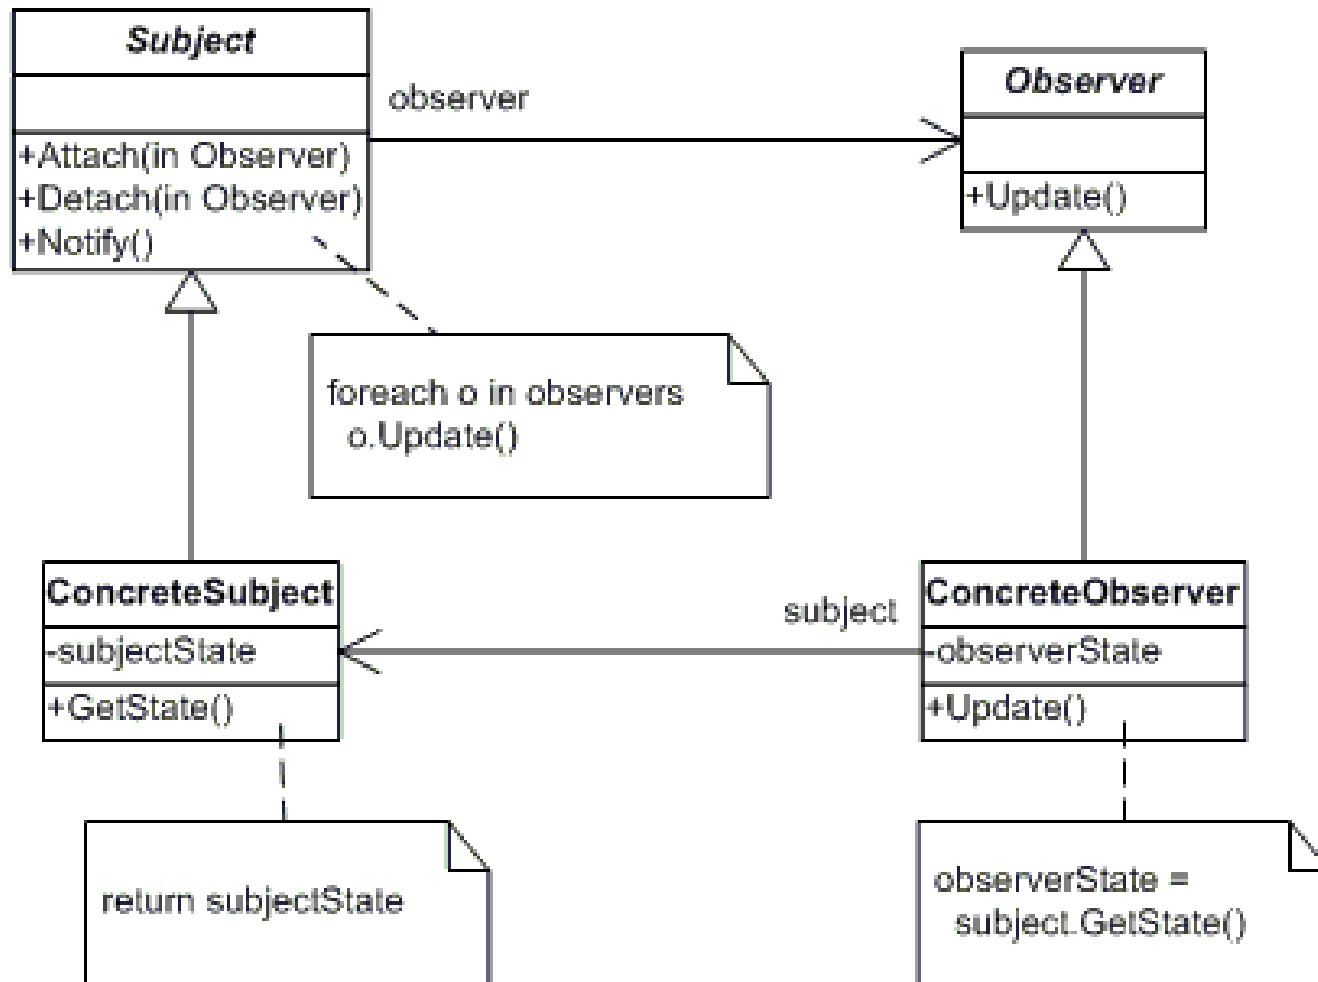 Subject
+Attach(in Observer)
+Detach(in Observer)
+Notify()
observer
Observer
+Update()
foreach o in observers
o.Update()
ConcreteSubject
-subjectState
+GetState()
subject
ConcreteObserver
-observerState
+Update()
return subjectState
observerState =
subject.GetState()